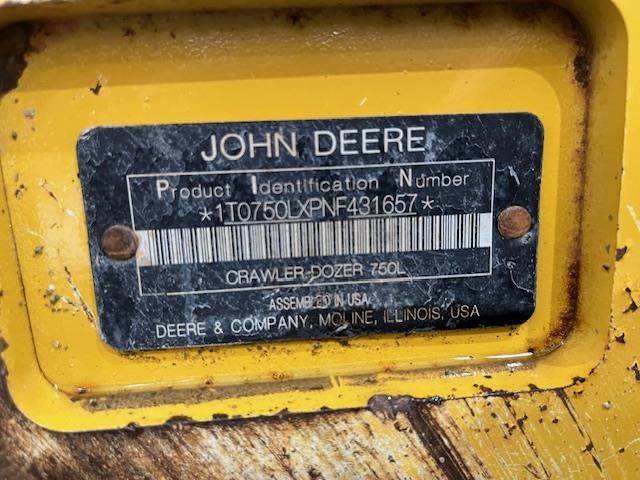 JOHN DEERE
Product Identification Number
*1T0750LXPNF431657*
CRAWLER DOZER 750L
ASSEMBLED IN USA
DEERE & COMPANY, MOLINE, ILLINOIS, USA